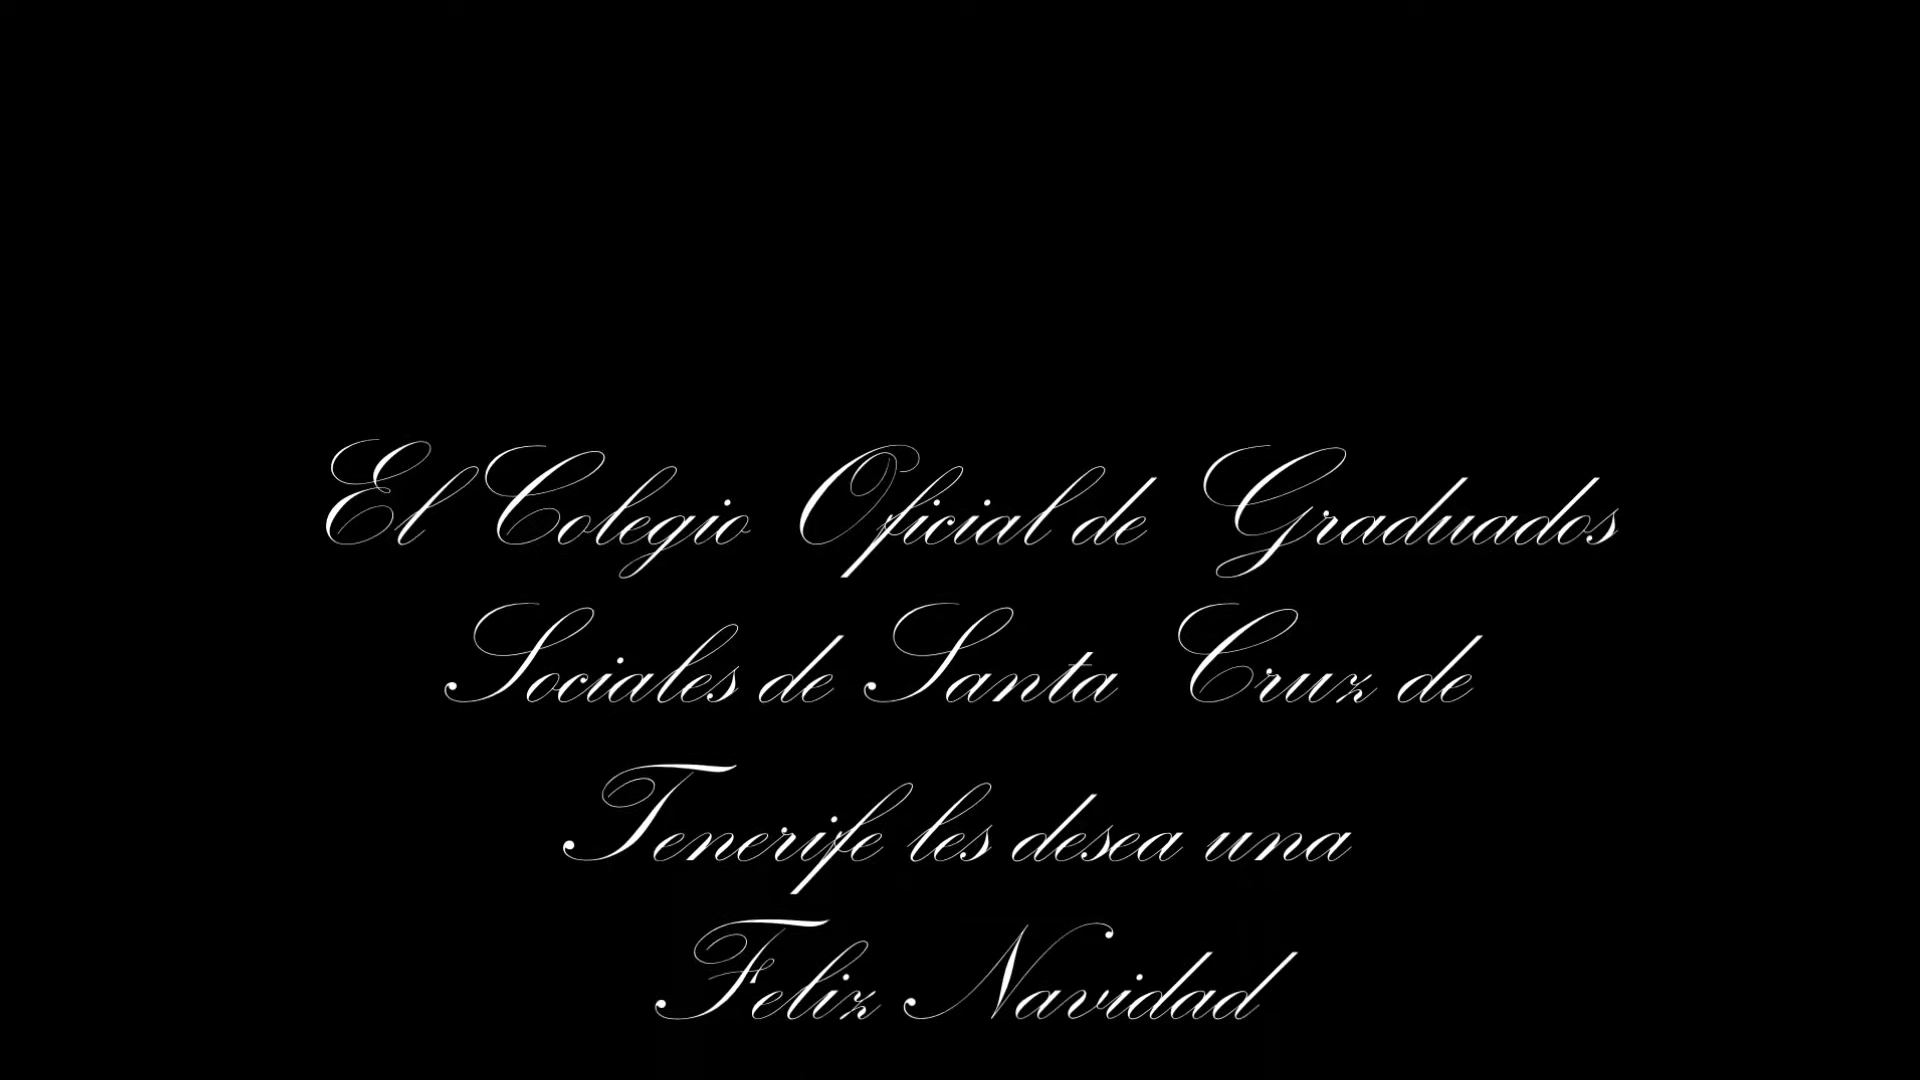 El Colegio Oficial de Graduados
Sociales de Santa Cruz de
Tenerife les desea una
Feliz Navidad